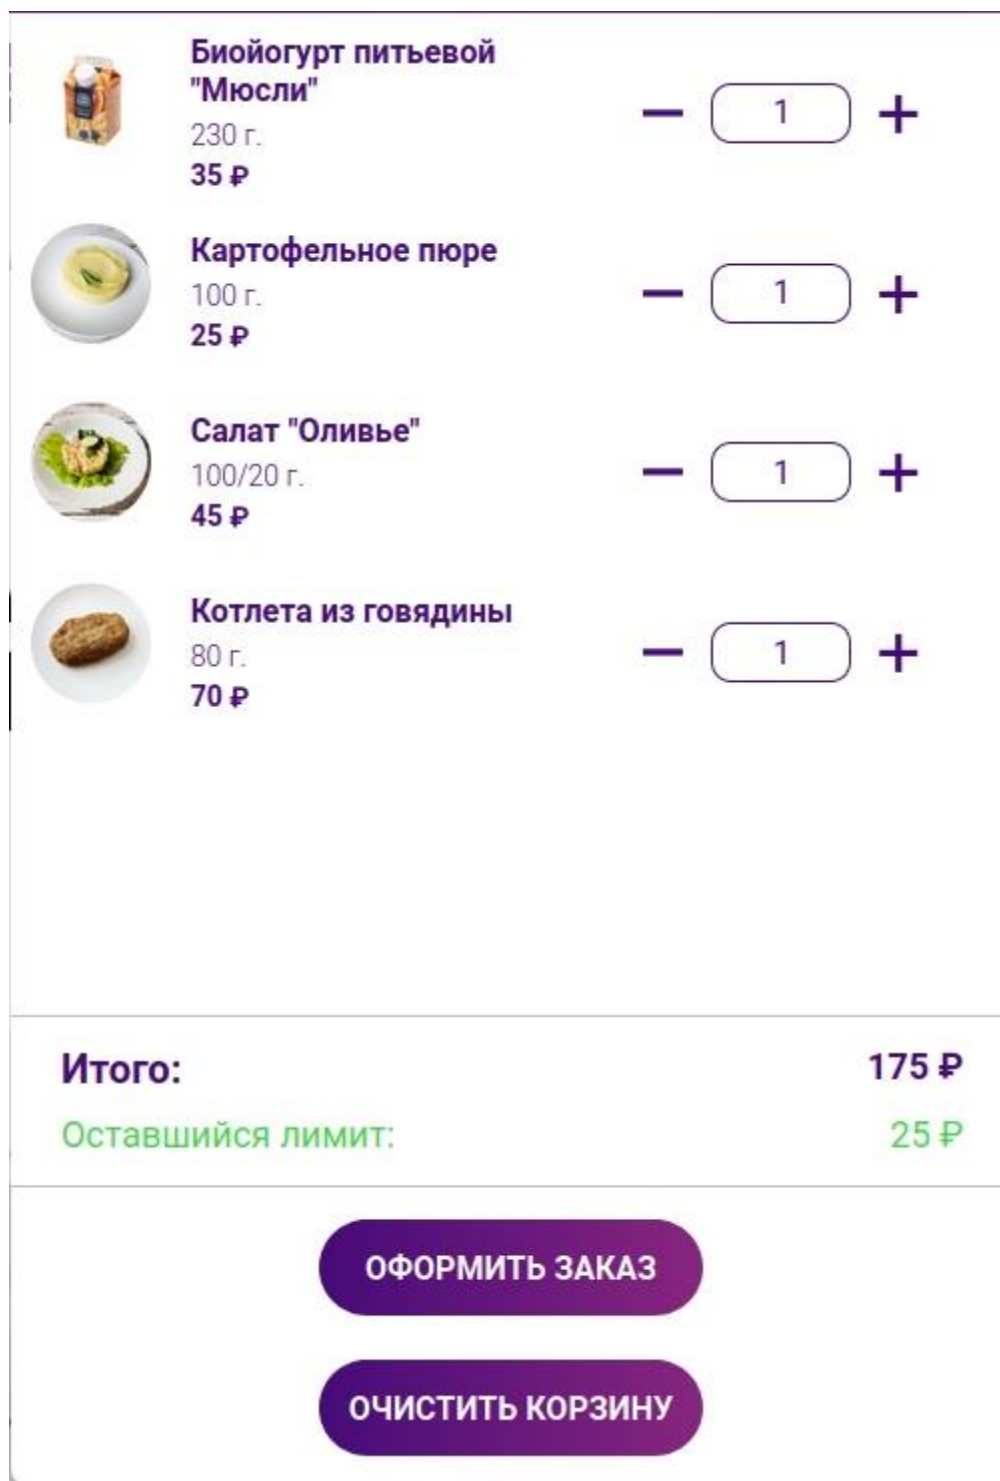 Биойогурт питьевой
"Мюсли"
230 г.
35 ₽
1
Картофельное пюре
100 г.
25 ₽
1
Салат "Оливье"
100/20 г.
45 ₽
1
Котлета из говядины
80 г.
70 ₽
1
Итого: 175 ₽
Оставшийся лимит: 25 ₽
ОФОРМИТЬ ЗАКАЗ
ОЧИСТИТЬ КОРЗИНУ